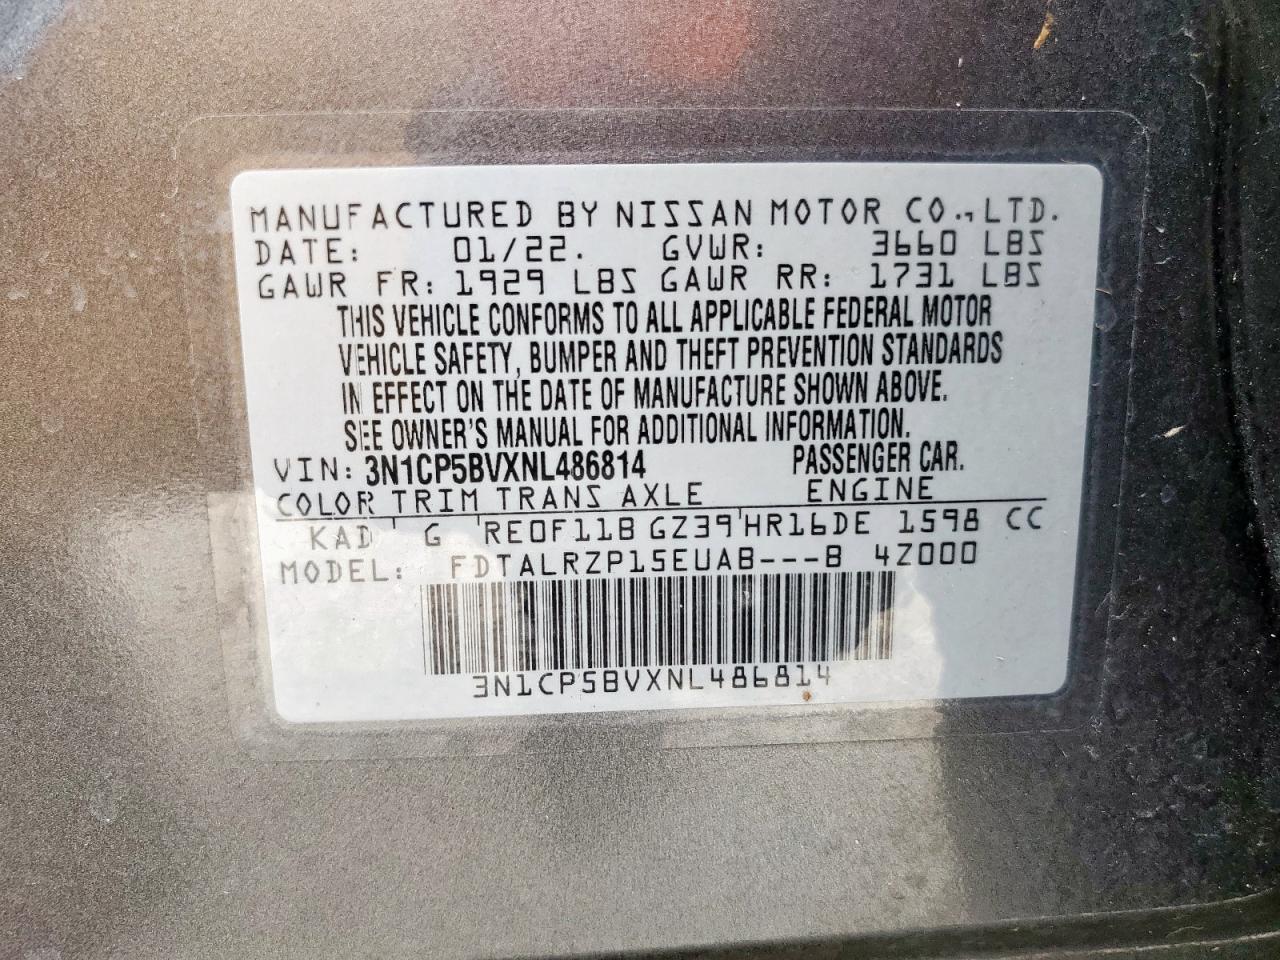 MANUFACTURED BY NISSAN MOTOR CO., LTD.
DATE: 01/22. GVWR: 3660 LBS
GAWR FR: 1929 LBS GAWR RR: 1731 LBS
THIS VEHICLE CONFORMS TO ALL APPLICABLE FEDERAL MOTOR
VEHICLE SAFETY, BUMPER AND THEFT PREVENTION STANDARDS
IN EFFECT ON THE DATE OF MANUFACTURE SHOWN ABOVE.
SEE OWNER'S MANUAL FOR ADDITIONAL INFORMATION.
VIN: 3N1CP5BVXNL486814 PASSENGER CAR.
COLOR TRIM TRANS AXLE ENGINE
KAD G RE0F11B GZ39 HR16DE 1598 CC
MODEL: FDTALRZP15EUAB---B 4Z000
3N1CP5BVXNL486814